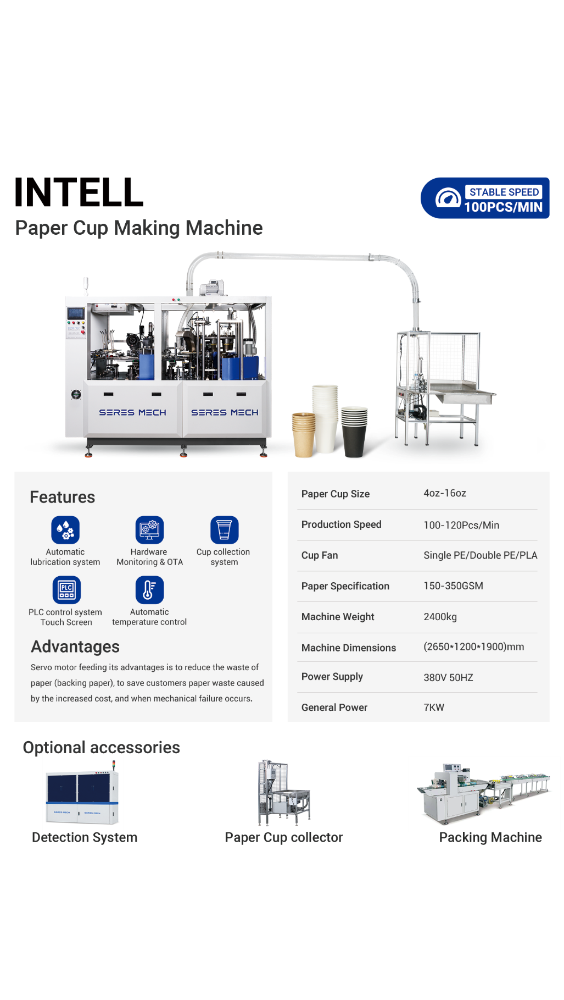 INTELL
Paper Cup Making Machine
STABLE SPEED
100PCS/MIN
SERES MECH
SERES MECH
Features
Automatic
lubrication system
Hardware
Monitoring & OTA
Cup collection
system
PLC
PLC control system
Touch Screen
Automatic
temperature control
Advantages
Servo motor feeding its advantages is to reduce the waste of
paper (backing paper), to save customers paper waste caused
by the increased cost, and when mechanical failure occurs.
Paper Cup Size 4oz-16oz
Production Speed 100-120Pcs/Min
Cup Fan Single PE/Double PE/PLA
Paper Specification 150-350GSM
Machine Weight 2400kg
Machine Dimensions (2650*1200*1900)mm
Power Supply 380V 50HZ
General Power 7KW
Optional accessories
SERES MECH
SERES MECH
Detection System
Paper Cup collector
Packing Machine